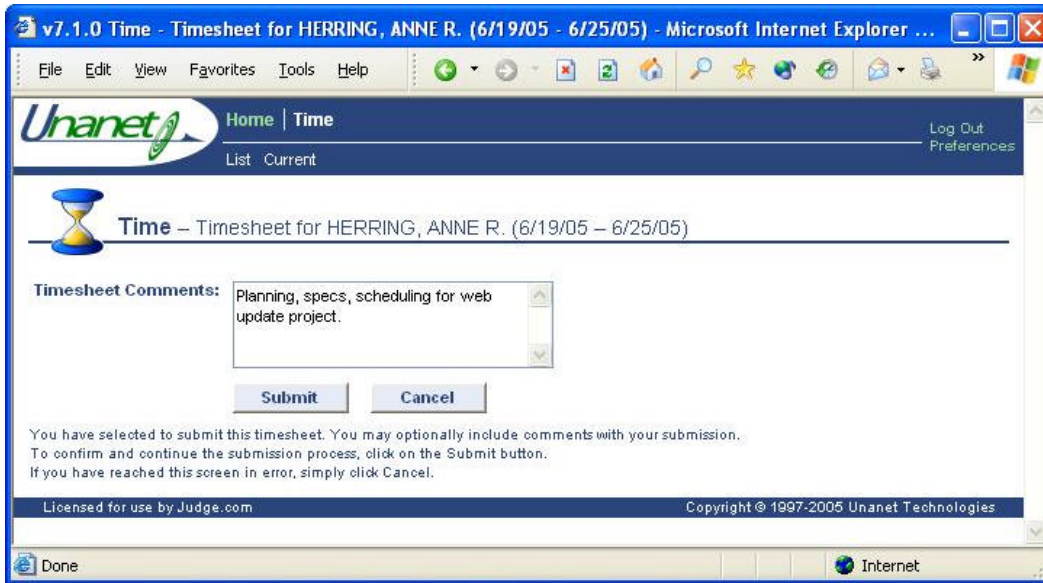 v7.1.0 Time - Timesheet for HERRING, ANNE R. (6/19/05 - 6/25/05) - Microsoft Internet Explorer ...
File Edit View Favorites Tools Help
Unanet
Home | Time
Log Out
Preferences
List Current
Time – Timesheet for HERRING, ANNE R. (6/19/05 – 6/25/05)
Timesheet Comments:
Planning, specs, scheduling for web
update project.
Submit Cancel
You have selected to submit this timesheet. You may optionally include comments with your submission.
To confirm and continue the submission process, click on the Submit button.
If you have reached this screen in error, simply click Cancel.
Licensed for use by Judge.com Copyright © 1997-2005 Unanet Technologies
Done Internet